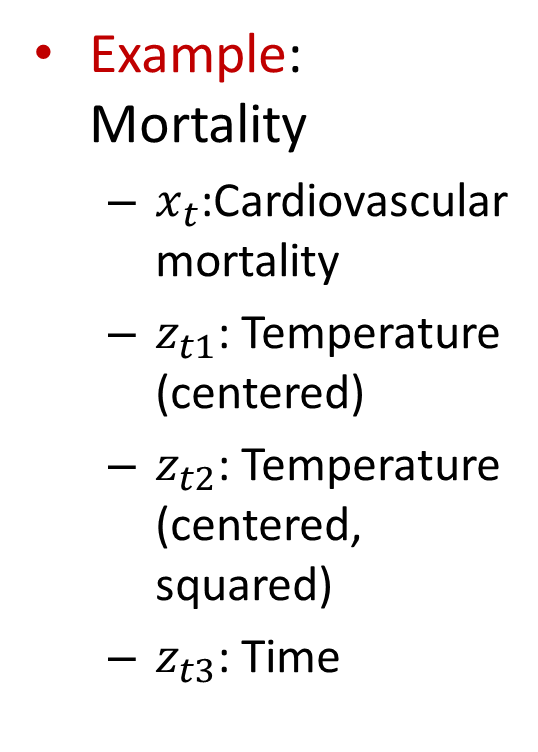 • Example:
Mortality
– xₜ:Cardiovascular
mortality
– zₜ₁: Temperature
(centered)
– zₜ₂: Temperature
(centered,
squared)
– zₜ₃: Time